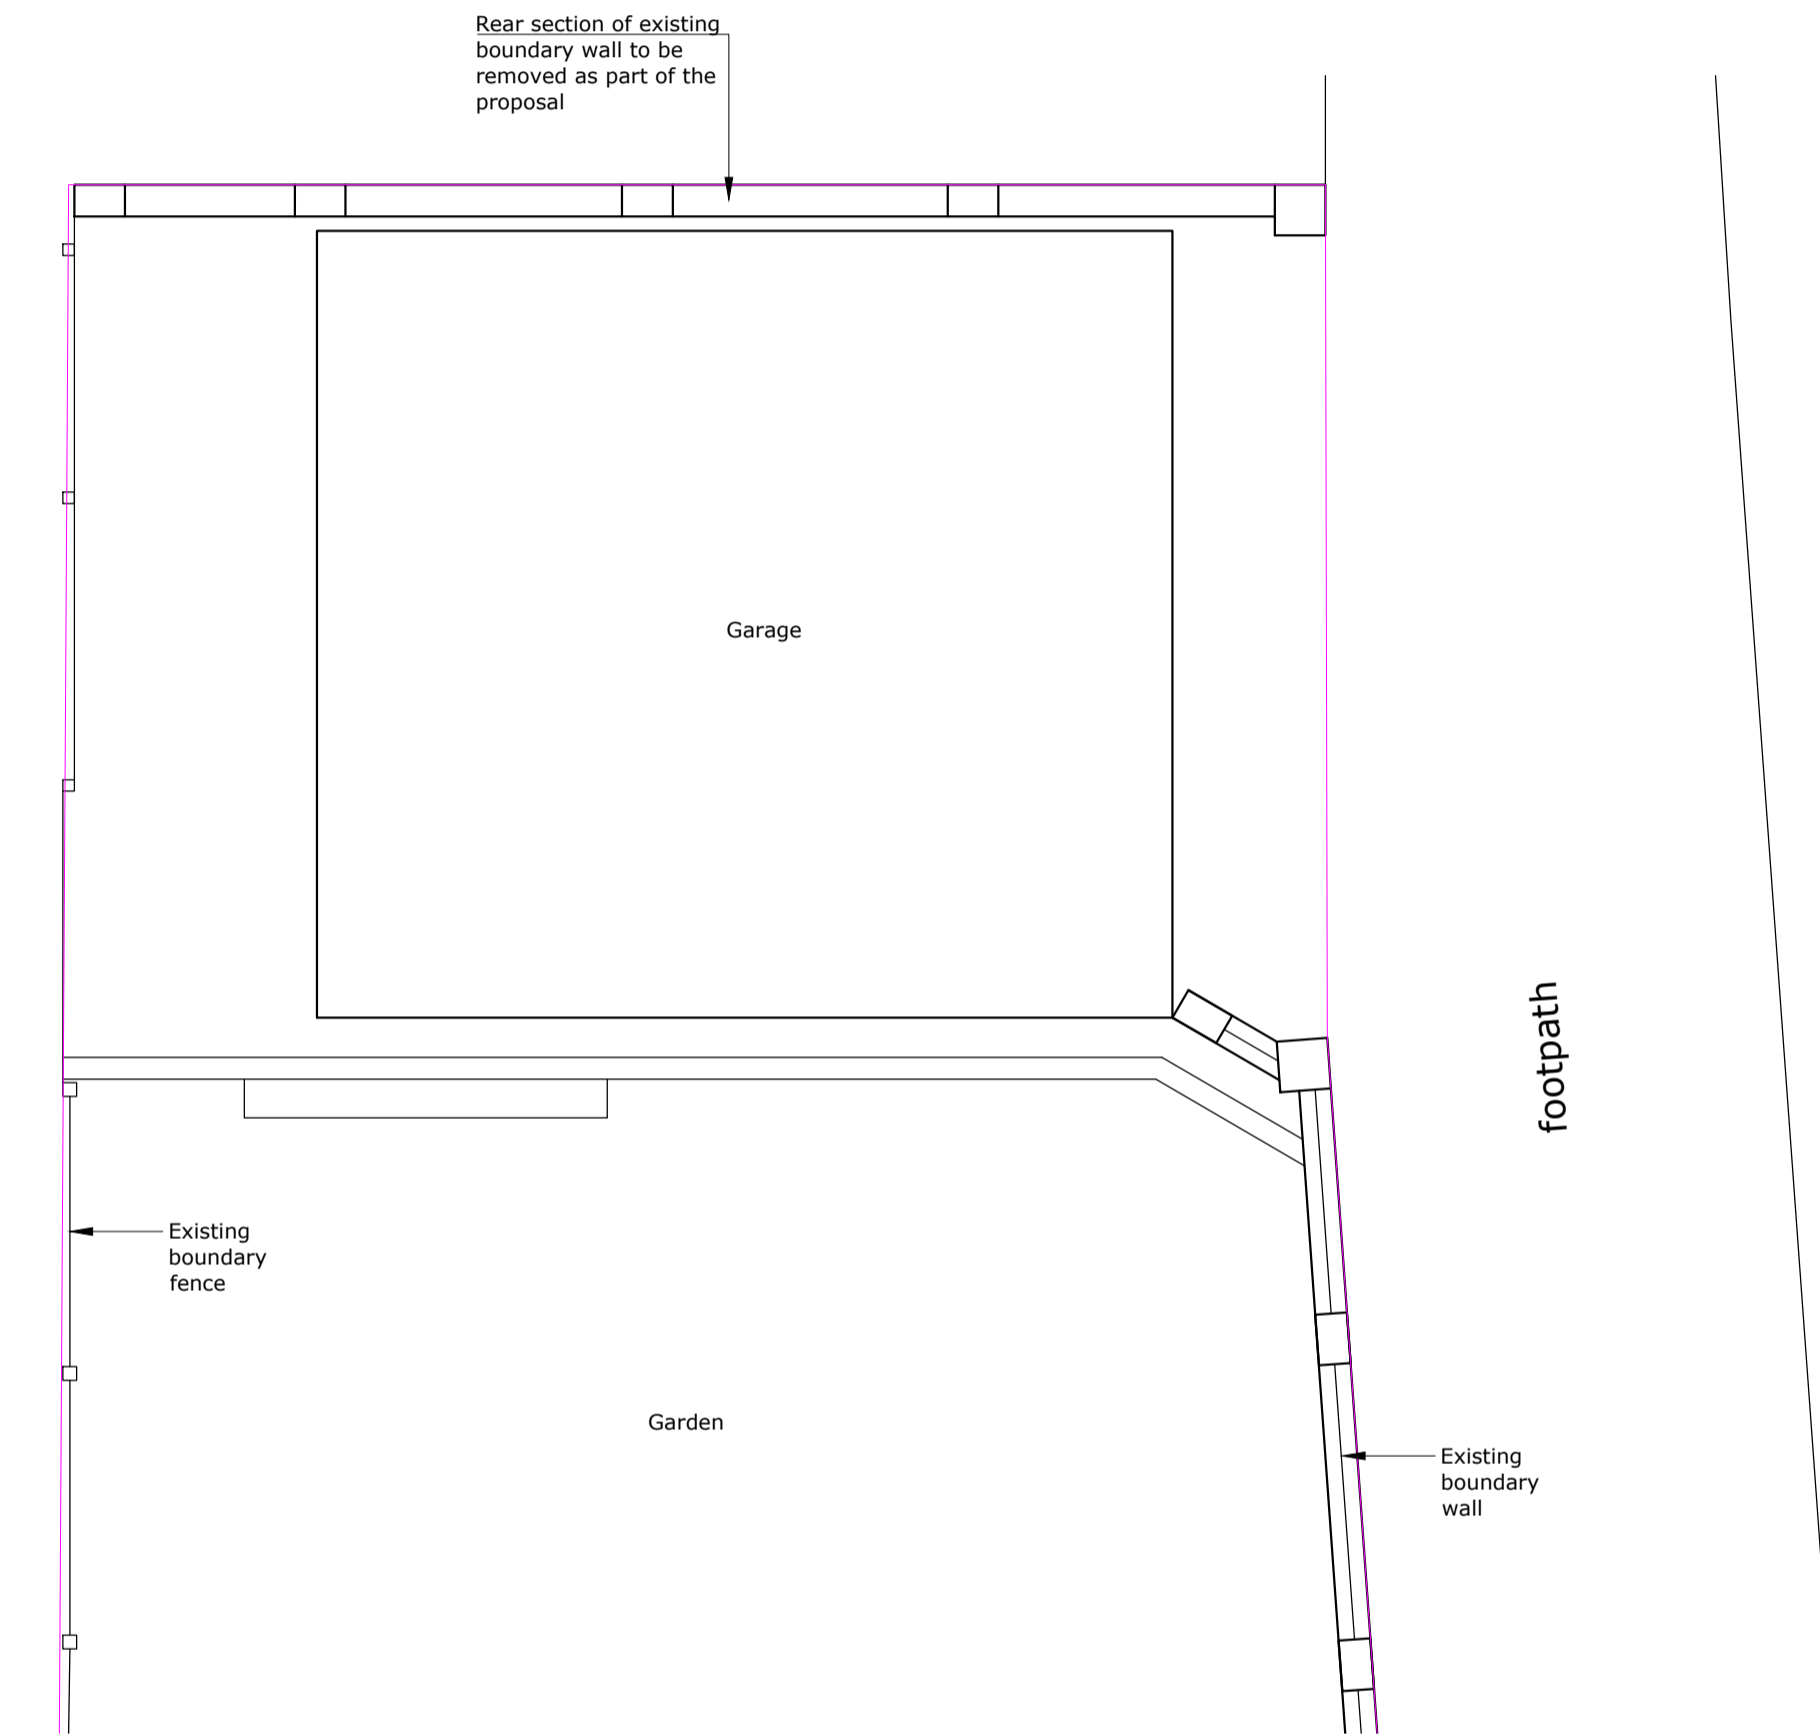 Rear section of existing
boundary wall to be
removed as part of the
proposal
Garage
footpath
Existing
boundary
fence
Garden
Existing
boundary
wall